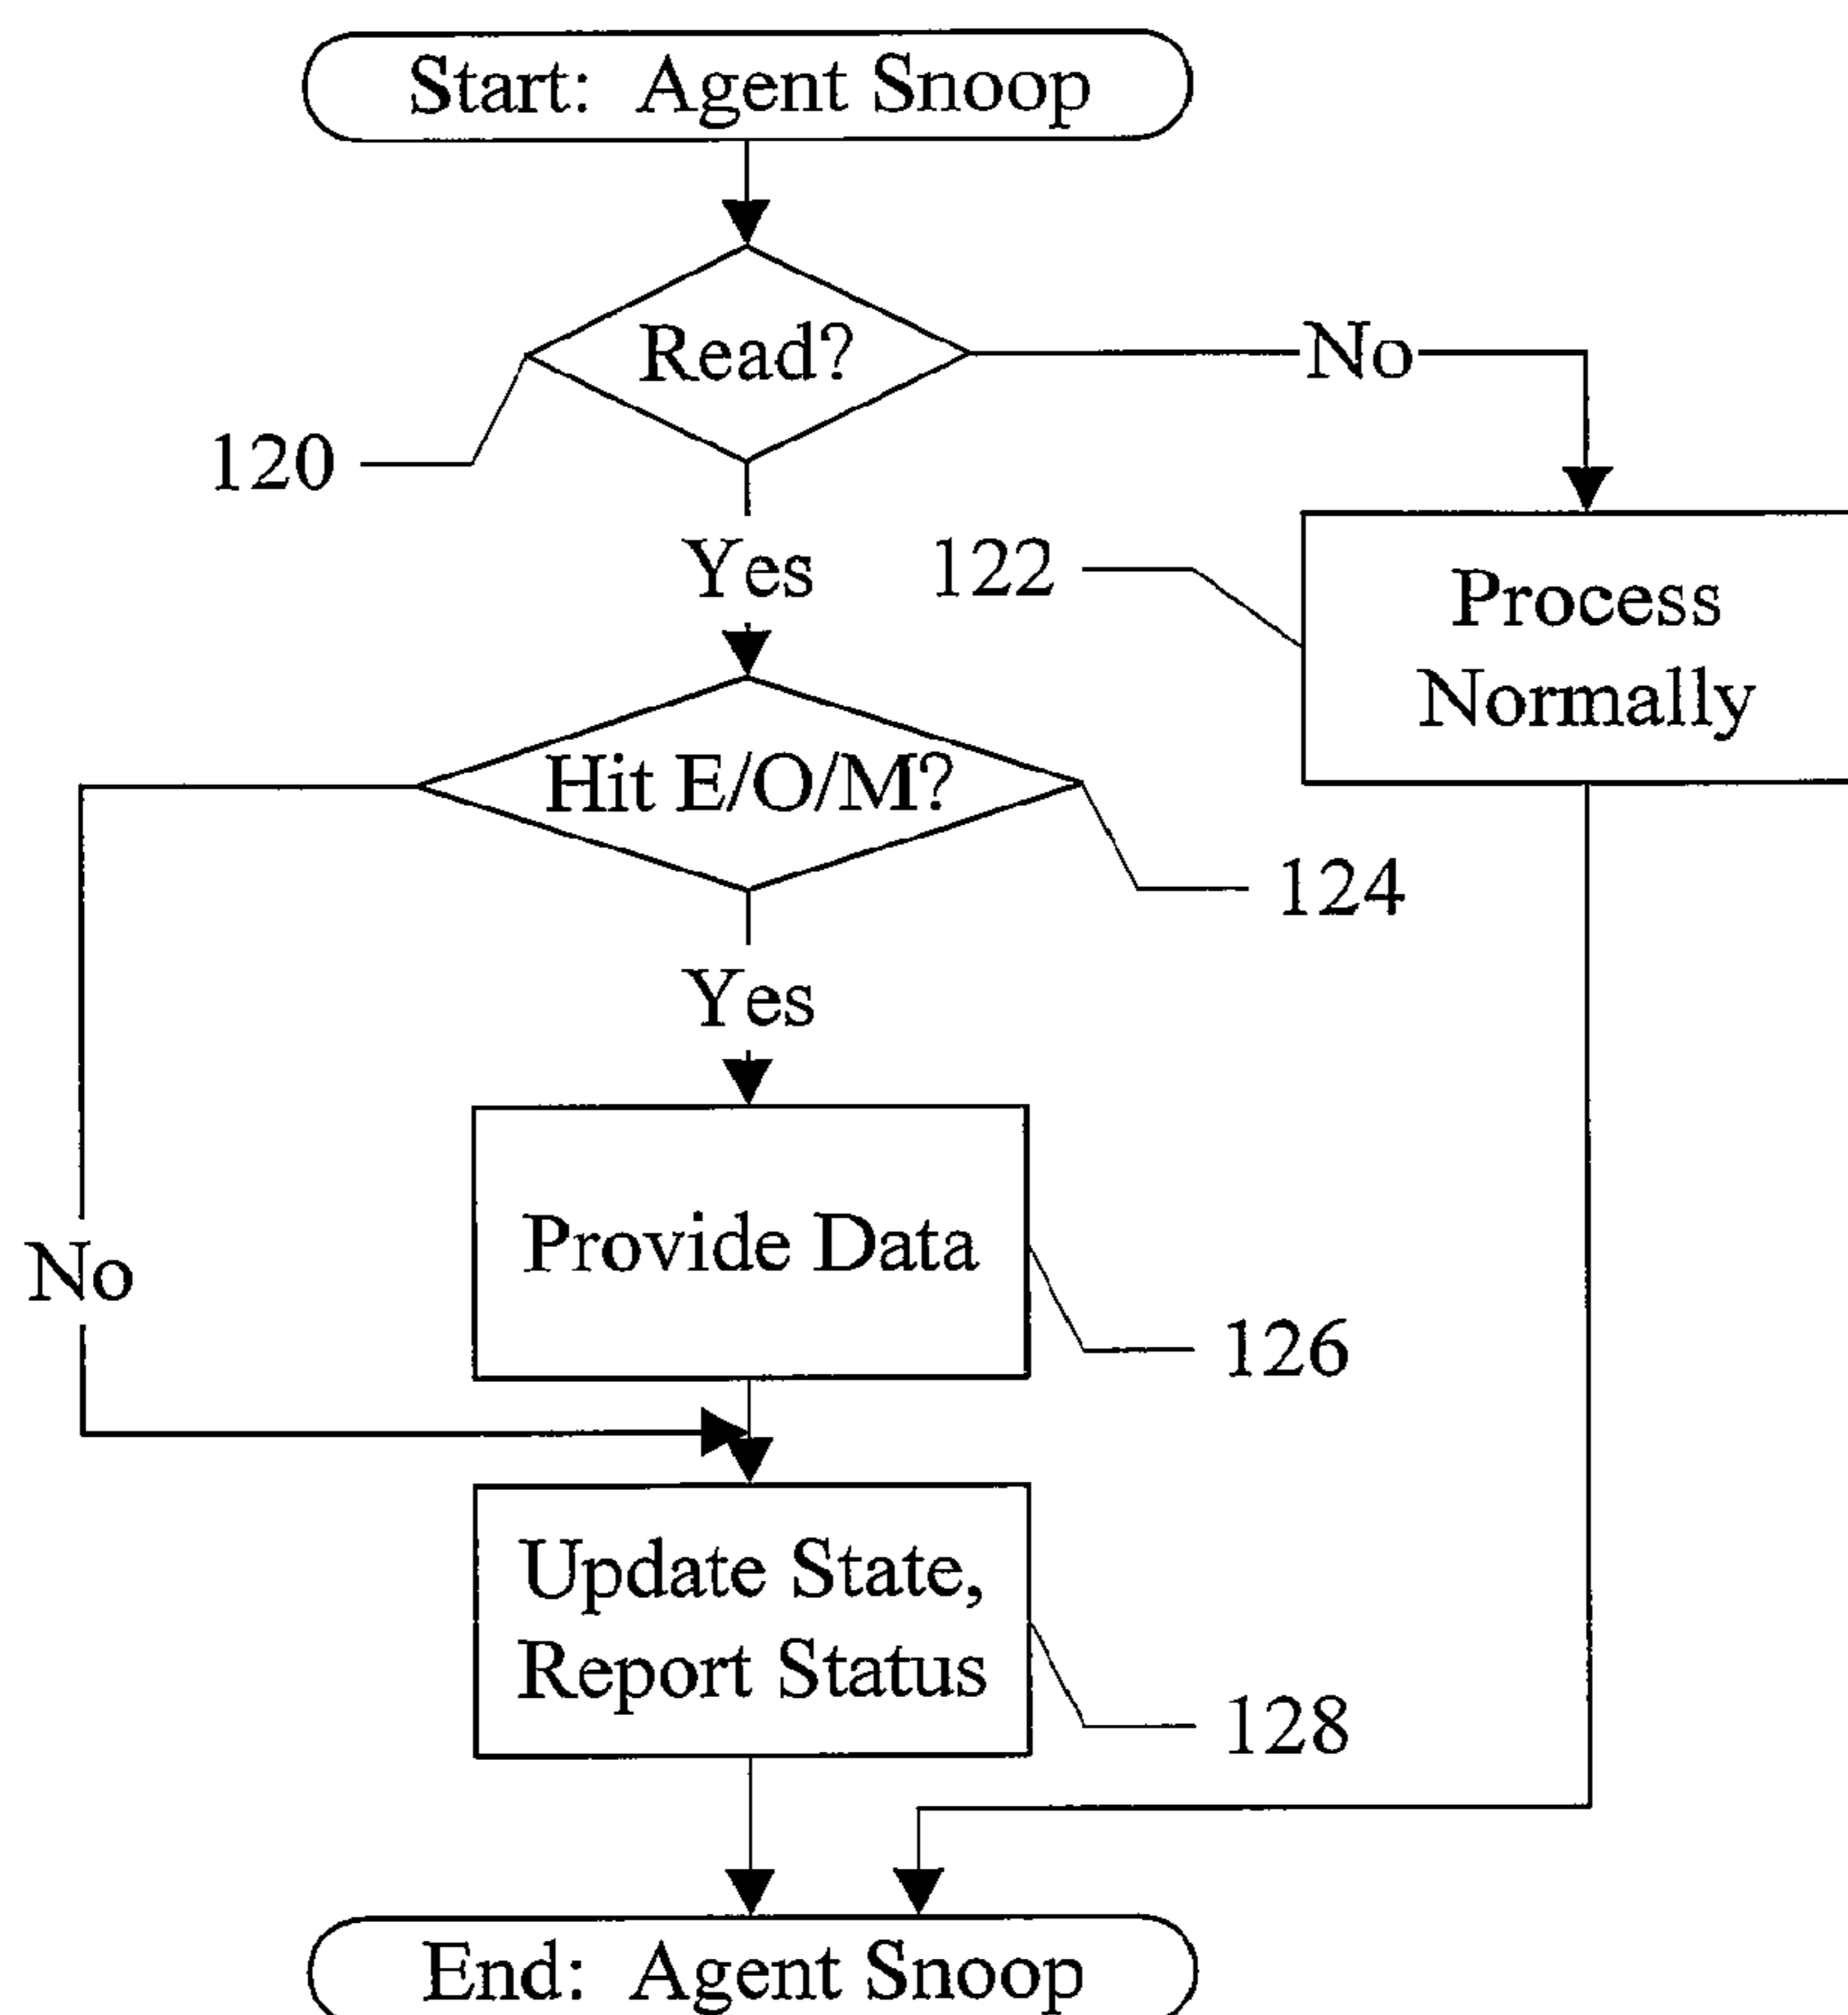 Start: Agent Snoop
Read?
No
120
Yes
122
Process
Normally
Hit E/O/M?
124
Yes
Provide Data
No
126
Update State,
Report Status
128
End: Agent Snoop